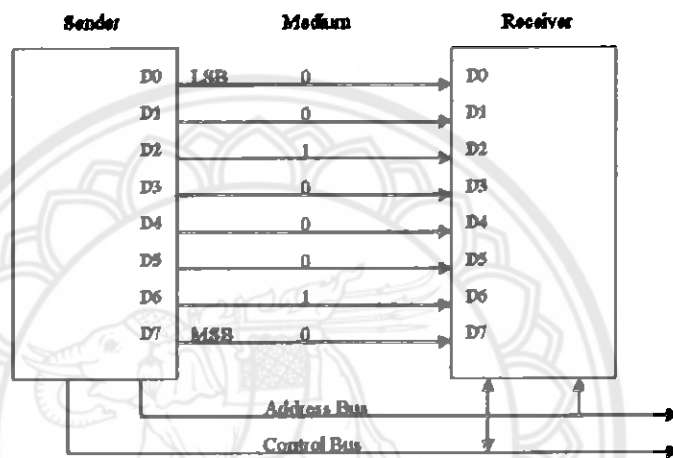 Sender Medium Receiver
D0 LSB 0 D0
D1 0 D1
D2 1 D2
D3 0 D3
D4 0 D4
D5 0 D5
D6 1 D6
D7 MSB 0 D7
Address Bus
Control Bus